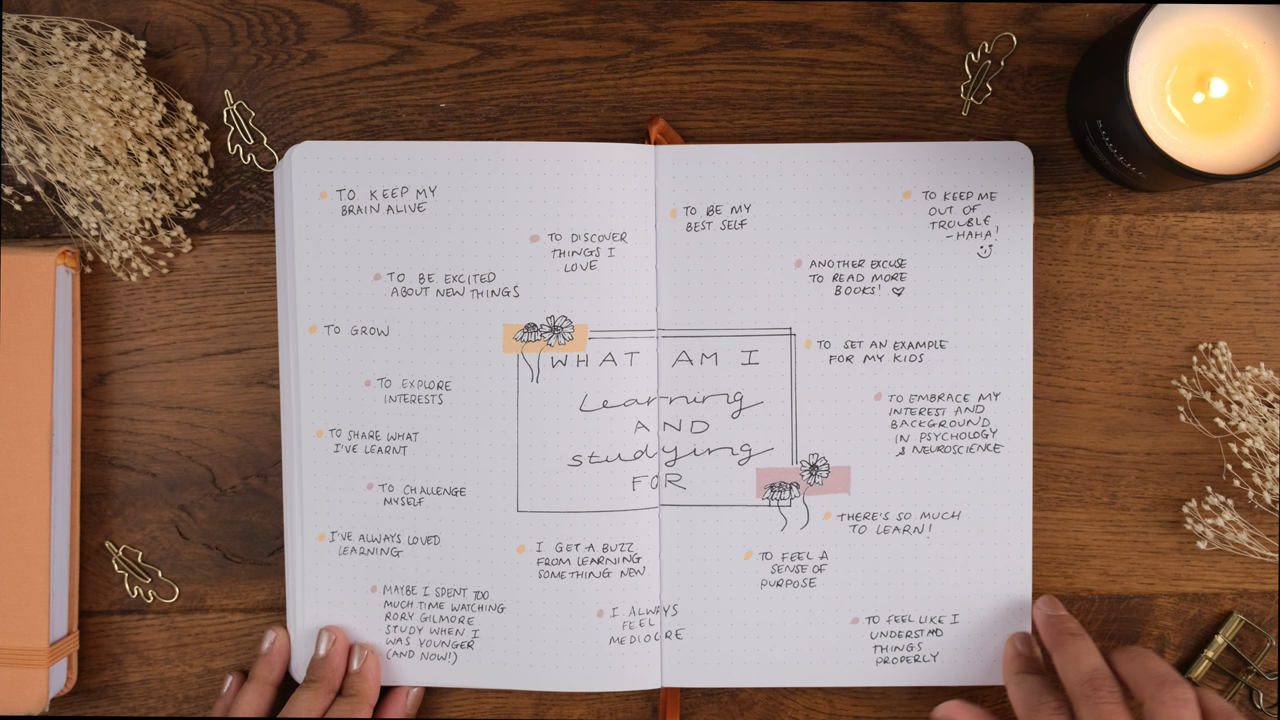 TO KEEP MY
BRAIN ALIVE
TO DISCOVER
THINGS I
LOVE
TO BE EXCITED
ABOUT NEW THINGS
TO GROW
TO EXPLORE
INTERESTS
TO SHARE WHAT
I'VE LEARNT
TO CHALLENGE
MYSELF
I'VE ALWAYS LOVED
LEARNING
MAYBE I SPENT TOO
MUCH TIME WATCHING
RORY GILMORE
STUDY WHEN I
WAS YOUNGER
(AND NOW!)
WHAT AM I
Learning
AND
studying
FOR
I GET A BUZZ
FROM LEARNING
SOMETHING NEW
I ALWAYS
FEEL
MEDIOCRE
TO BE MY
BEST SELF
TO KEEP ME
OUT OF
TROUBLE
-HAHA!
ANOTHER EXCUSE
TO READ MORE
BOOKS!
TO SET AN EXAMPLE
FOR MY KIDS
TO EMBRACE MY
INTEREST AND
BACKGROUND
IN PSYCHOLOGY
& NEUROSCIENCE
THERE'S SO MUCH
TO LEARN!
TO FEEL A
SENSE OF
PURPOSE
TO FEEL LIKE I
UNDERSTAND
THINGS
PROPERLY